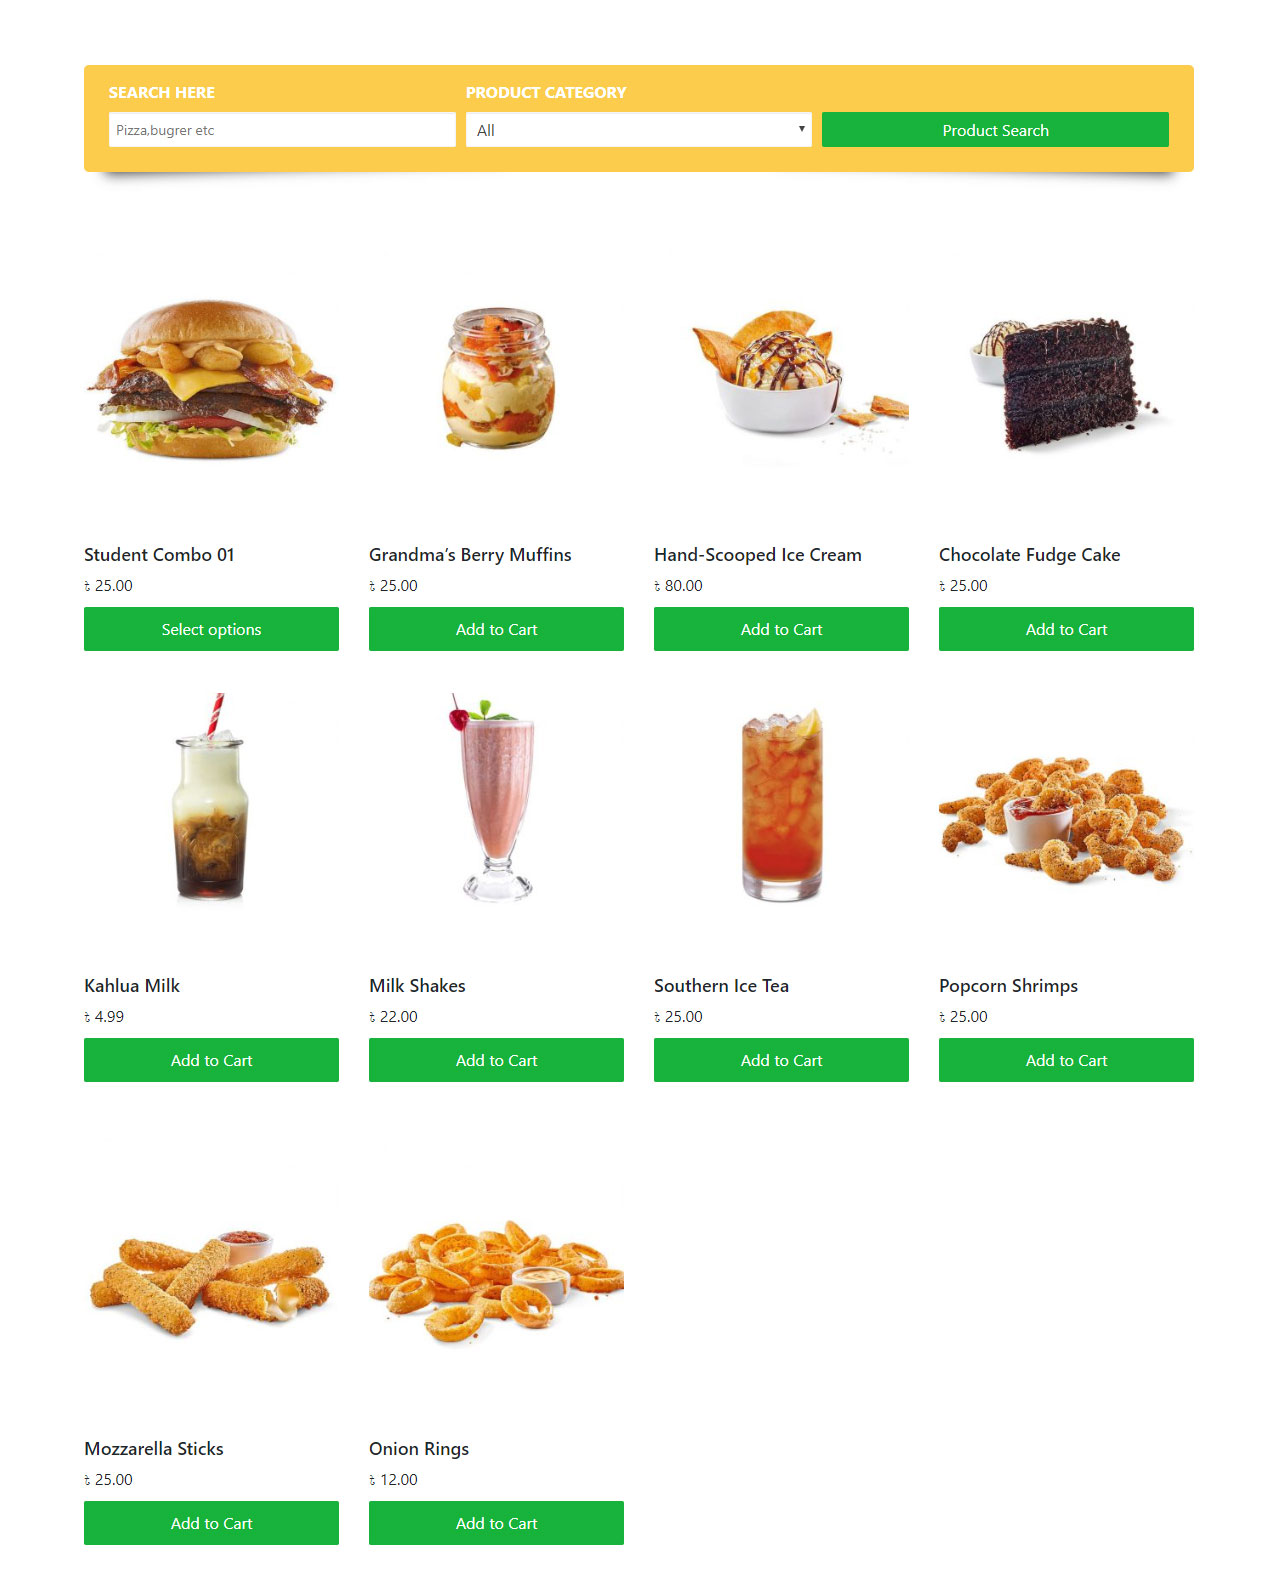 SEARCH HERE
PRODUCT CATEGORY
Pizza,bugrer etc
All
Product Search
Student Combo 01
৳ 25.00
Select options
Grandma’s Berry Muffins
৳ 25.00
Add to Cart
Hand-Scooped Ice Cream
৳ 80.00
Add to Cart
Chocolate Fudge Cake
৳ 25.00
Add to Cart
Kahlua Milk
৳ 4.99
Add to Cart
Milk Shakes
৳ 22.00
Add to Cart
Southern Ice Tea
৳ 25.00
Add to Cart
Popcorn Shrimps
৳ 25.00
Add to Cart
Mozzarella Sticks
৳ 25.00
Add to Cart
Onion Rings
৳ 12.00
Add to Cart